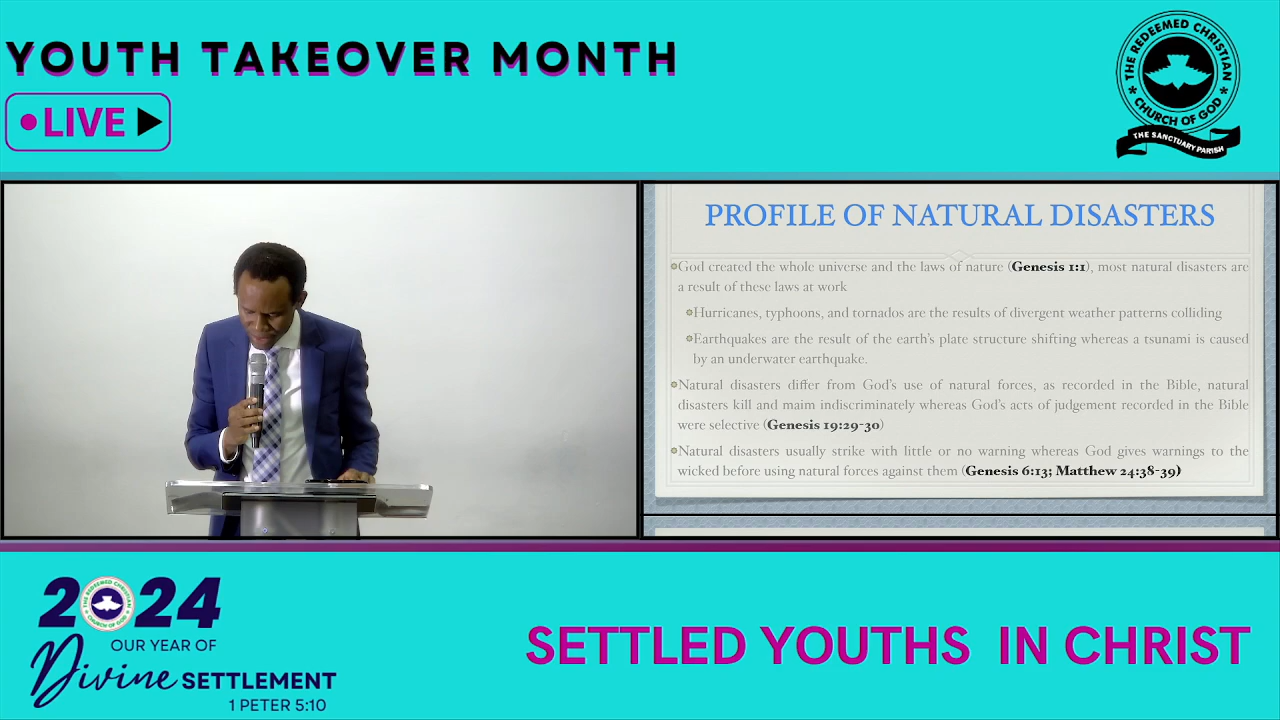 YOUTH TAKEOVER MONTH
LIVE
THE REDEEMED CHRISTIAN
CHURCH OF GOD
THE SANCTUARY PARISH
PROFILE OF NATURAL DISASTERS
God created the whole universe and the laws of nature (Genesis 1:1), most natural disasters are
a result of these laws at work
Hurricanes, typhoons, and tornados are the results of divergent weather patterns colliding
Earthquakes are the result of the earth's plate structure shifting whereas a tsunami is caused
by an underwater earthquake.
Natural disasters differ from God's use of natural forces, as recorded in the Bible, natural
disasters kill and maim indiscriminately whereas God's acts of judgement recorded in the Bible
were selective (Genesis 19:29-30)
Natural disasters usually strike with little or no warning whereas God gives warnings to the
wicked before using natural forces against them (Genesis 6:13; Matthew 24:38-39)
2024
THE REDEEMED CHRISTIAN
CHURCH OF GOD
OUR YEAR OF
Divine SETTLEMENT
1 PETER 5:10
SETTLED YOUTHS IN CHRIST